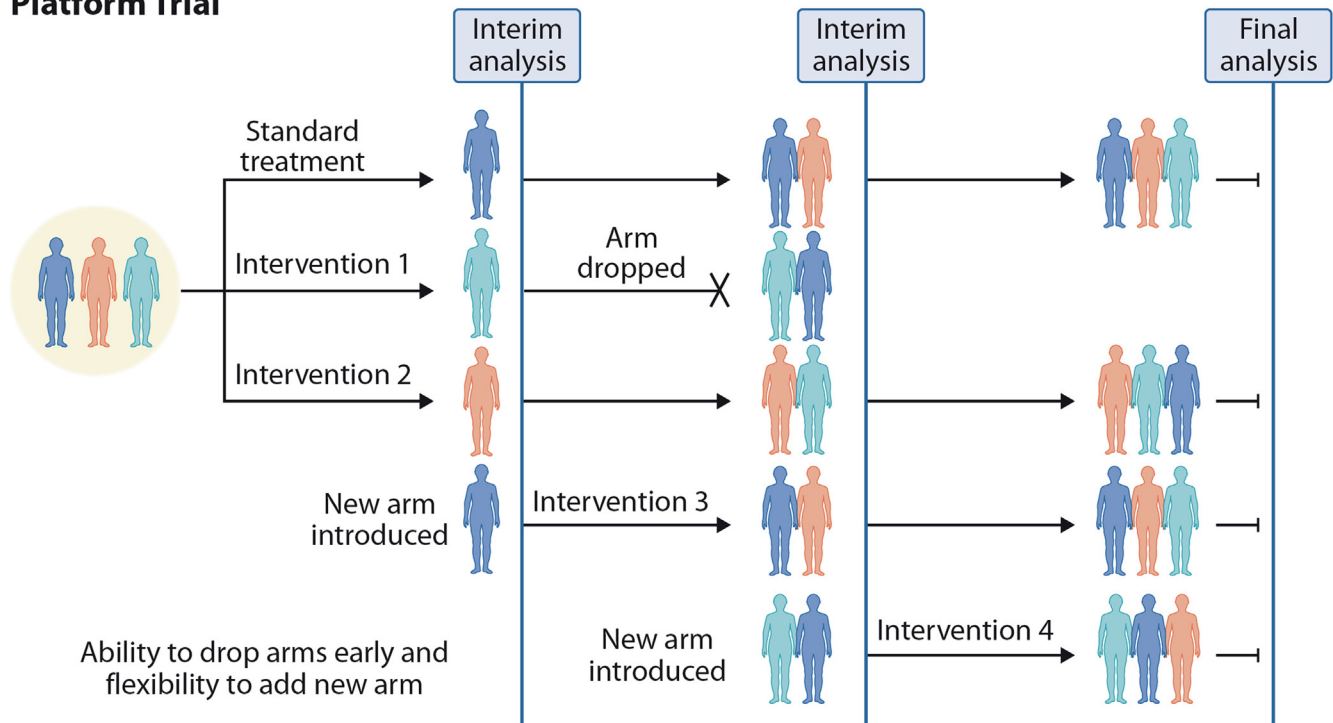 Platform Trial
Interim
analysis
Interim
analysis
Final
analysis
Standard
treatment
Intervention 1
Arm
dropped
Intervention 2
New arm
introduced
Intervention 3
Ability to drop arms early and
flexibility to add new arm
New arm
introduced
Intervention 4